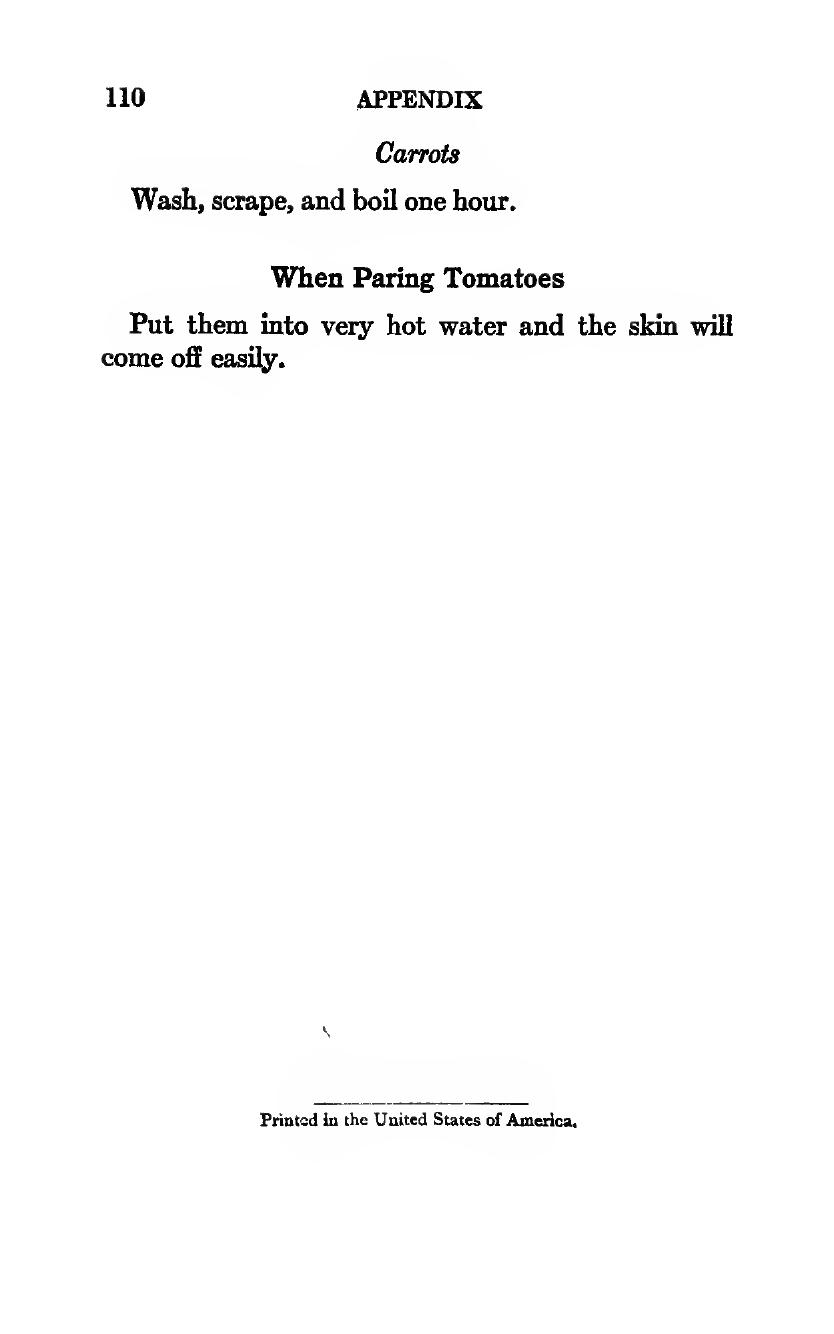 110 APPENDIX
Carrots
Wash, scrape, and boil one hour.
When Paring Tomatoes
Put them into very hot water and the skin will
come off easily.
Printed in the United States of America.